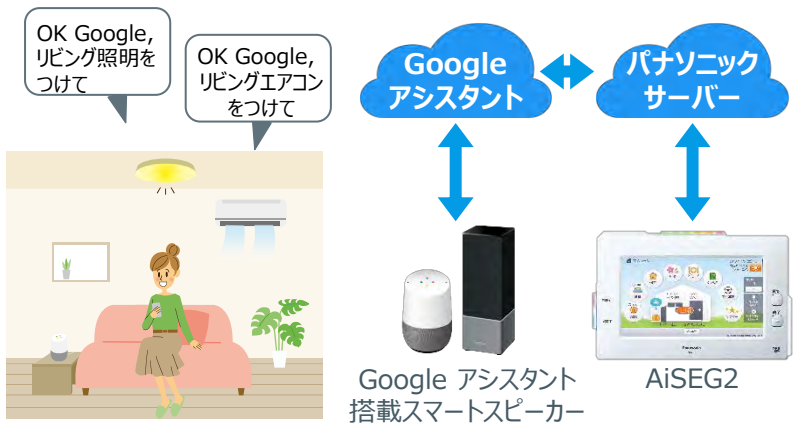 OK Google,
リビング照明を
つけて
OK Google,
リビングエアコン
をつけて
Google
アシスタント
パナソニック
サーバー
Google アシスタント
搭載スマートスピーカー
AiSEG2
Panasonic